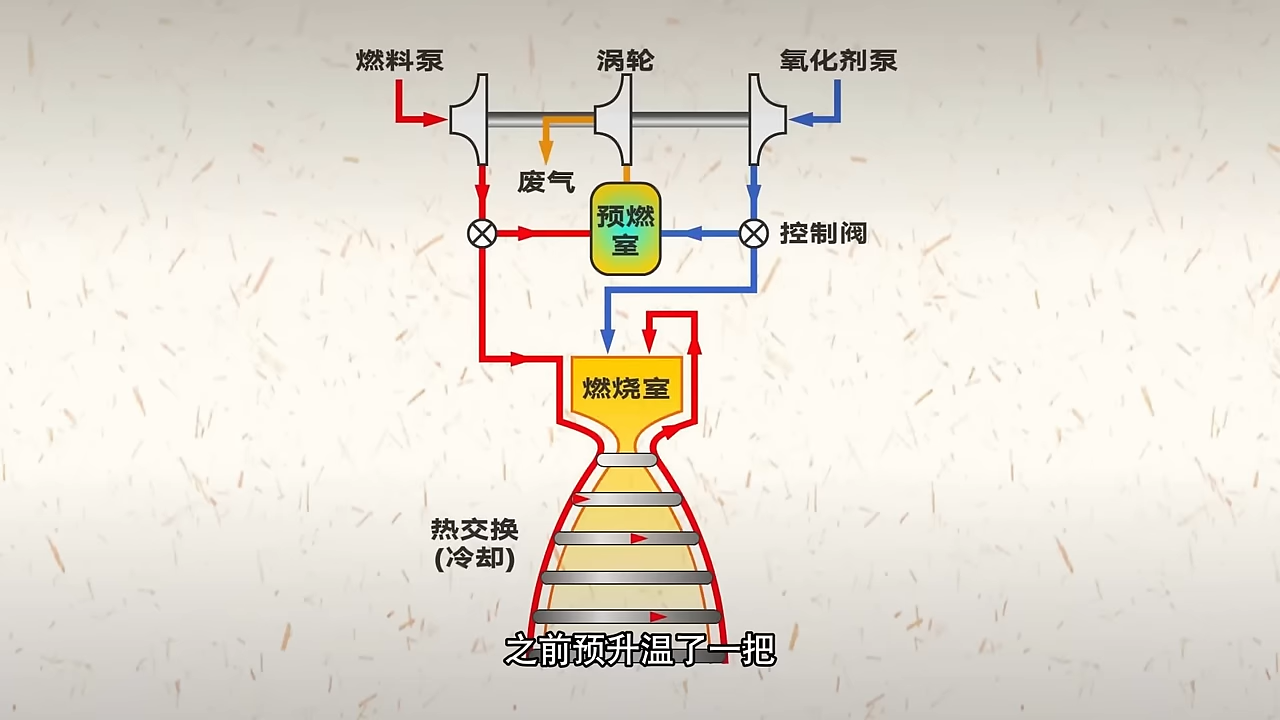 燃料泵
涡轮
氧化剂泵
废气
预燃
室
控制阀
燃烧室
热交换
(冷却)
之前预升温了一把